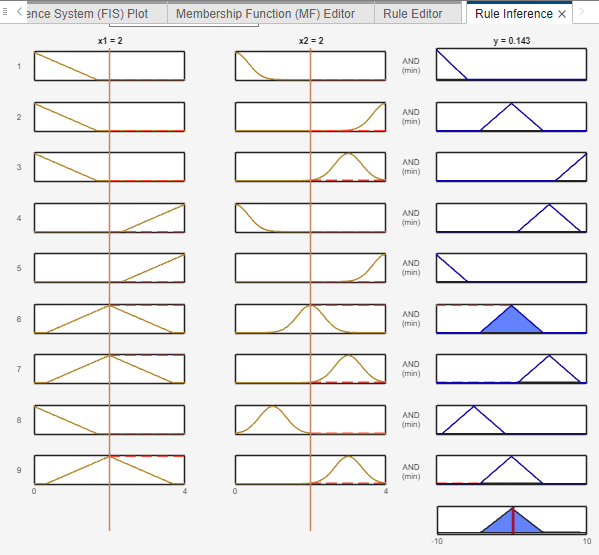 ence System (FIS) Plot Membership Function (MF) Editor Rule Editor Rule Inference ×
x1 = 2 x2 = 2 y = 0.143
1 AND
(min)
2 AND
(min)
3 AND
(min)
4 AND
(min)
5 AND
(min)
6 AND
(min)
7 AND
(min)
8 AND
(min)
9 AND
(min)
0 4 0 4
-10 10